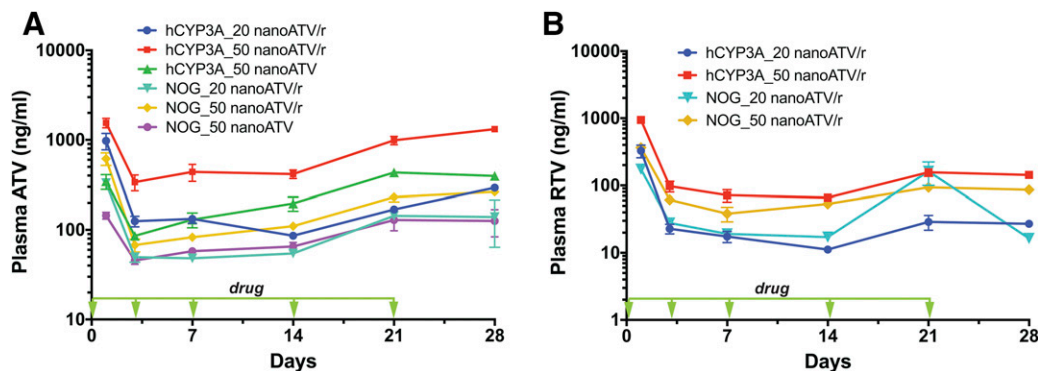 A
hCYP3A_20 nanoATV/r
hCYP3A_50 nanoATV/r
hCYP3A_50 nanoATV
NOG_20 nanoATV/r
NOG_50 nanoATV/r
NOG_50 nanoATV
Plasma ATV (ng/ml)
10000
1000
100
10
drug
0 7 14 21 28
Days
B
hCYP3A_20 nanoATV/r
hCYP3A_50 nanoATV/r
NOG_20 nanoATV/r
NOG_50 nanoATV/r
Plasma RTV (ng/ml)
10000
1000
100
10
1
drug
0 7 14 21 28
Days